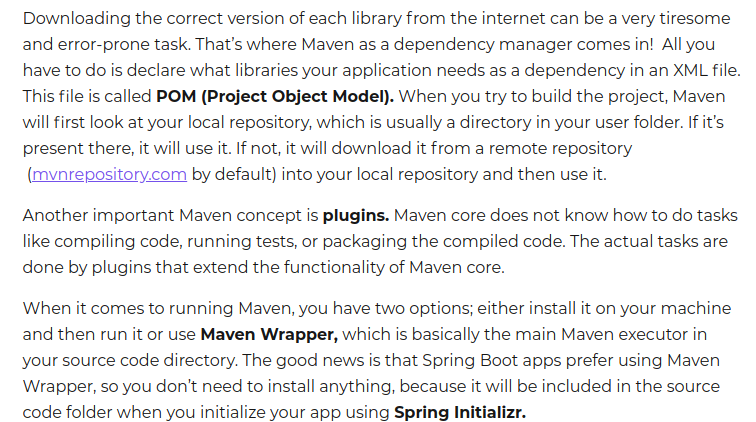 Downloading the correct version of each library from the internet can be a very tiresome
and error-prone task. That’s where Maven as a dependency manager comes in!  All you
have to do is declare what libraries your application needs as a dependency in an XML file.
This file is called POM (Project Object Model). When you try to build the project, Maven
will first look at your local repository, which is usually a directory in your user folder. If it’s
present there, it will use it. If not, it will download it from a remote repository
(mvnrepository.com by default) into your local repository and then use it.
Another important Maven concept is plugins. Maven core does not know how to do tasks
like compiling code, running tests, or packaging the compiled code. The actual tasks are
done by plugins that extend the functionality of Maven core.
When it comes to running Maven, you have two options; either install it on your machine
and then run it or use Maven Wrapper, which is basically the main Maven executor in
your source code directory. The good news is that Spring Boot apps prefer using Maven
Wrapper, so you don’t need to install anything, because it will be included in the source
code folder when you initialize your app using Spring Initializr.